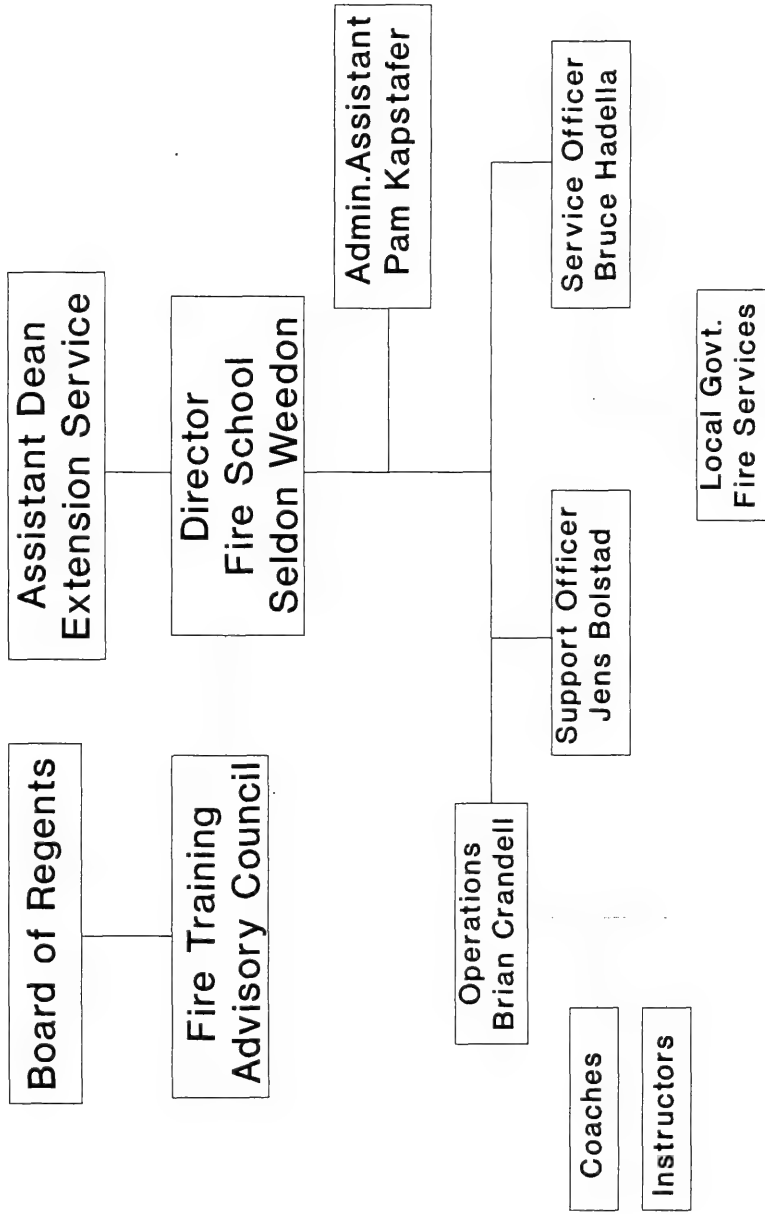 Board of Regents
Assistant Dean
Extension Service
Fire Training
Advisory Council
Director
Fire School
Seldon Weedon
Admin.Assistant
Pam Kapstafer
Operations
Brian Crandell
Support Officer
Jens Bolstad
Service Officer
Bruce Hadella
Coaches
Instructors
Local Govt.
Fire Services